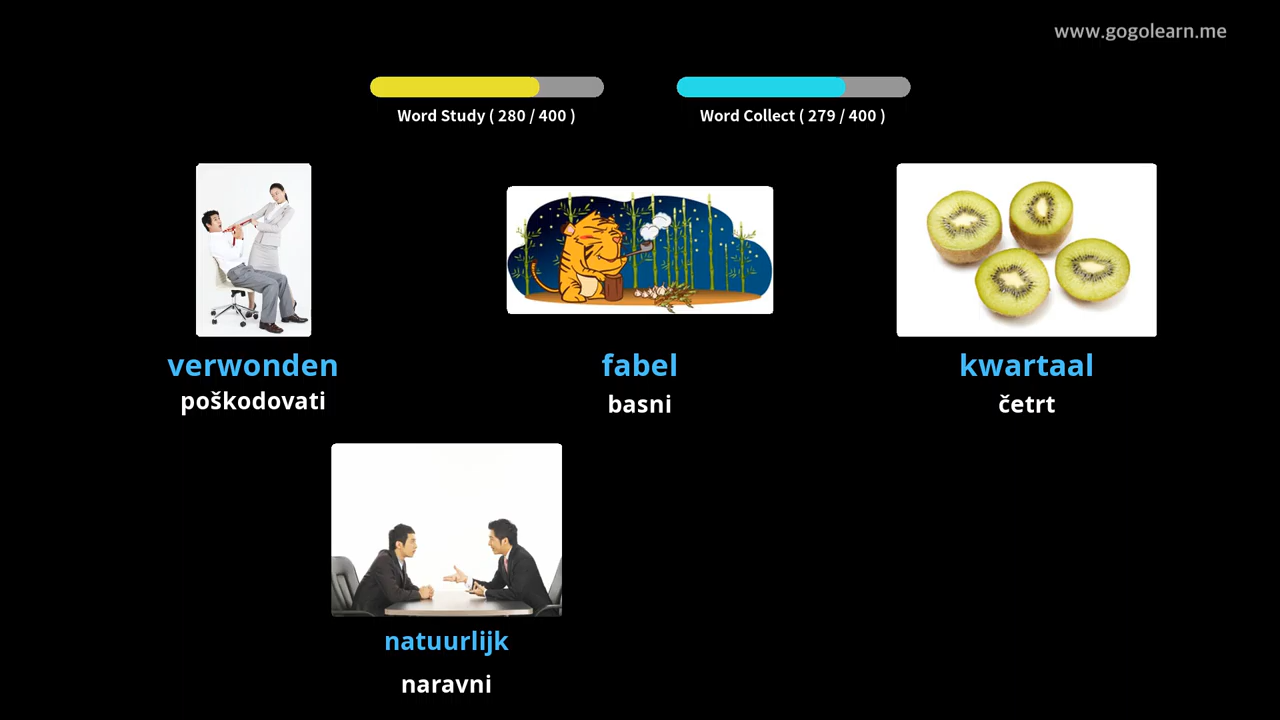 www.gogolearn.me
Word Study ( 280 / 400 )
Word Collect ( 279 / 400 )
verwonden
poškodovati
fabel
basni
kwartaal
četrt
natuurlijk
naravni